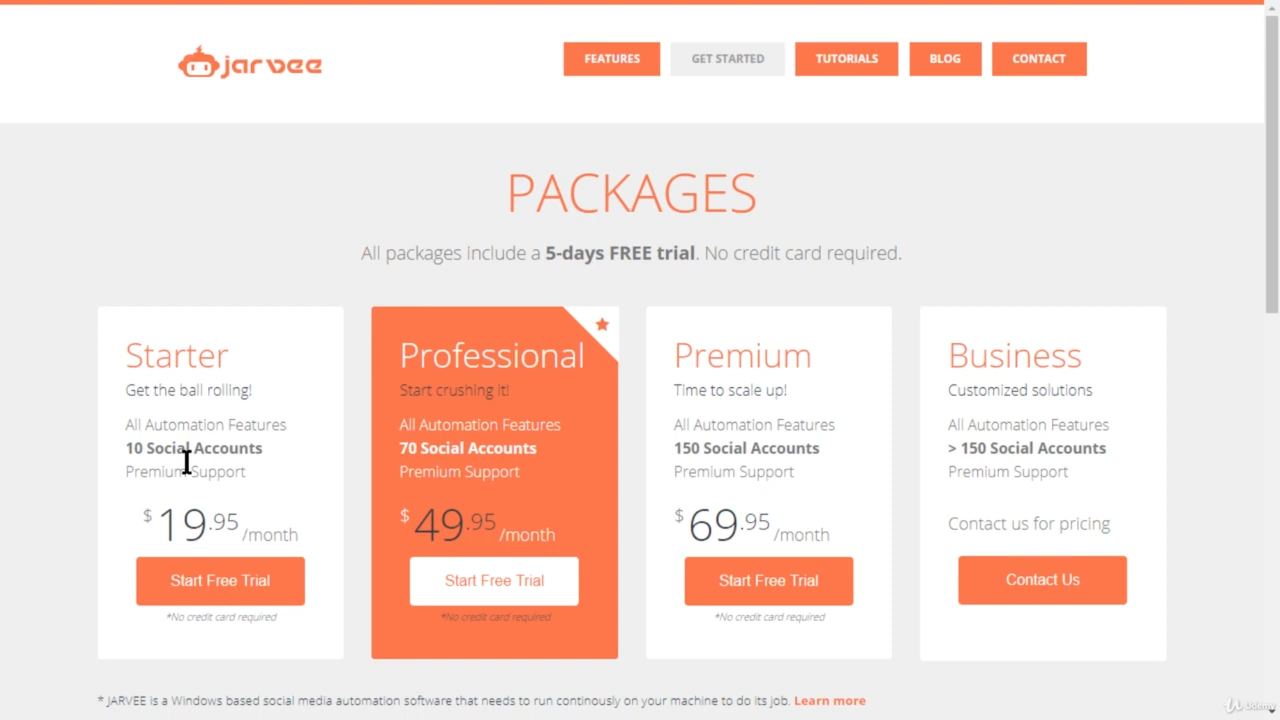 jarvee
FEATURES
GET STARTED
TUTORIALS
BLOG
CONTACT
PACKAGES
All packages include a 5-days FREE trial. No credit card required.
Starter
Get the ball rolling!
All Automation Features
10 Social Accounts
Premium Support
$ 19.95 /month
Start Free Trial
*No credit card required
Professional
Start crushing it!
All Automation Features
70 Social Accounts
Premium Support
$ 49.95 /month
Start Free Trial
*No credit card required
Premium
Time to scale up!
All Automation Features
150 Social Accounts
Premium Support
$ 69.95 /month
Start Free Trial
*No credit card required
Business
Customized solutions
All Automation Features
> 150 Social Accounts
Premium Support
Contact us for pricing
Contact Us
* JARVEE is a Windows based social media automation software that needs to run continously on your machine to do its job. Learn more
Udemy